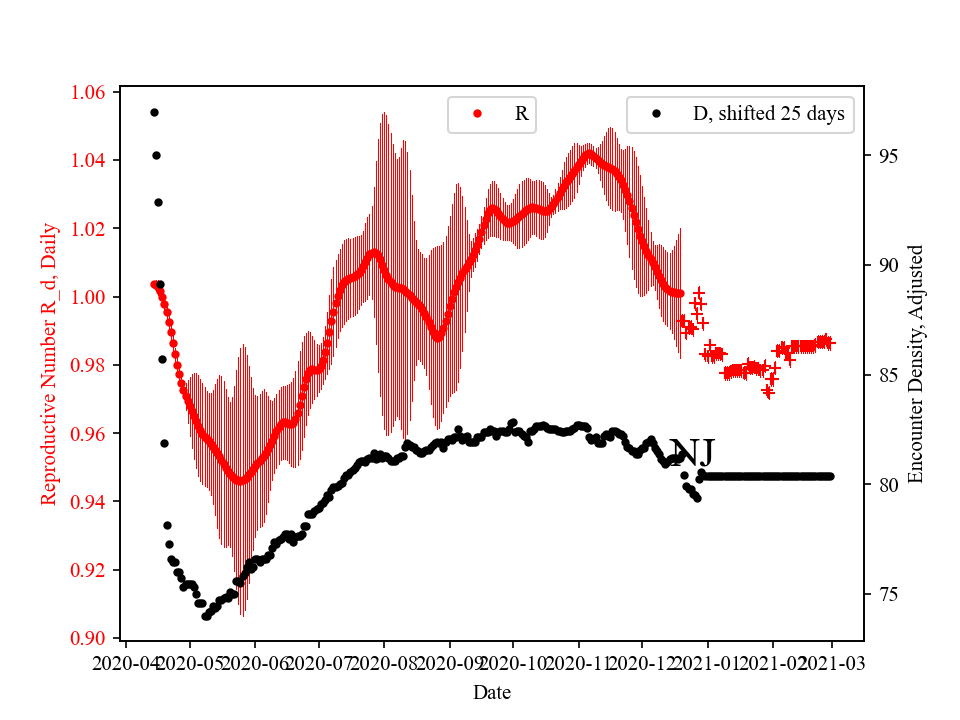 R
D, shifted 25 days
1.06
1.04
1.02
1.00
0.98
0.96
0.94
0.92
0.90
Reproductive Number R_d, Daily
95
90
85
80
75
Encounter Density, Adjusted
NJ
2020-04 2020-05 2020-06 2020-07 2020-08 2020-09 2020-10 2020-11 2020-12 2021-01 2021-02 2021-03
Date